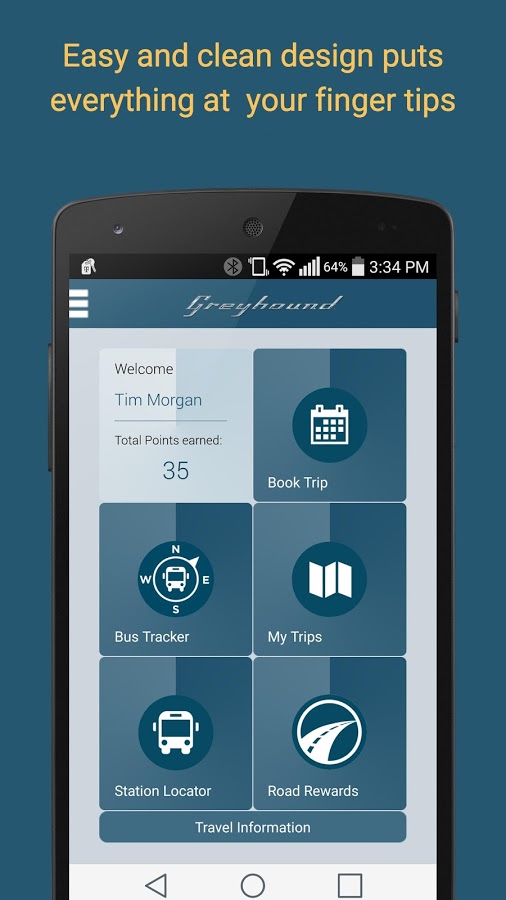 Easy and clean design puts
everything at  your finger tips
64% 3:34 PM
Greyhound
Welcome
Tim Morgan
Total Points earned:
35
Book Trip
N
W E
S
Bus Tracker
My Trips
Station Locator
Road Rewards
Travel Information